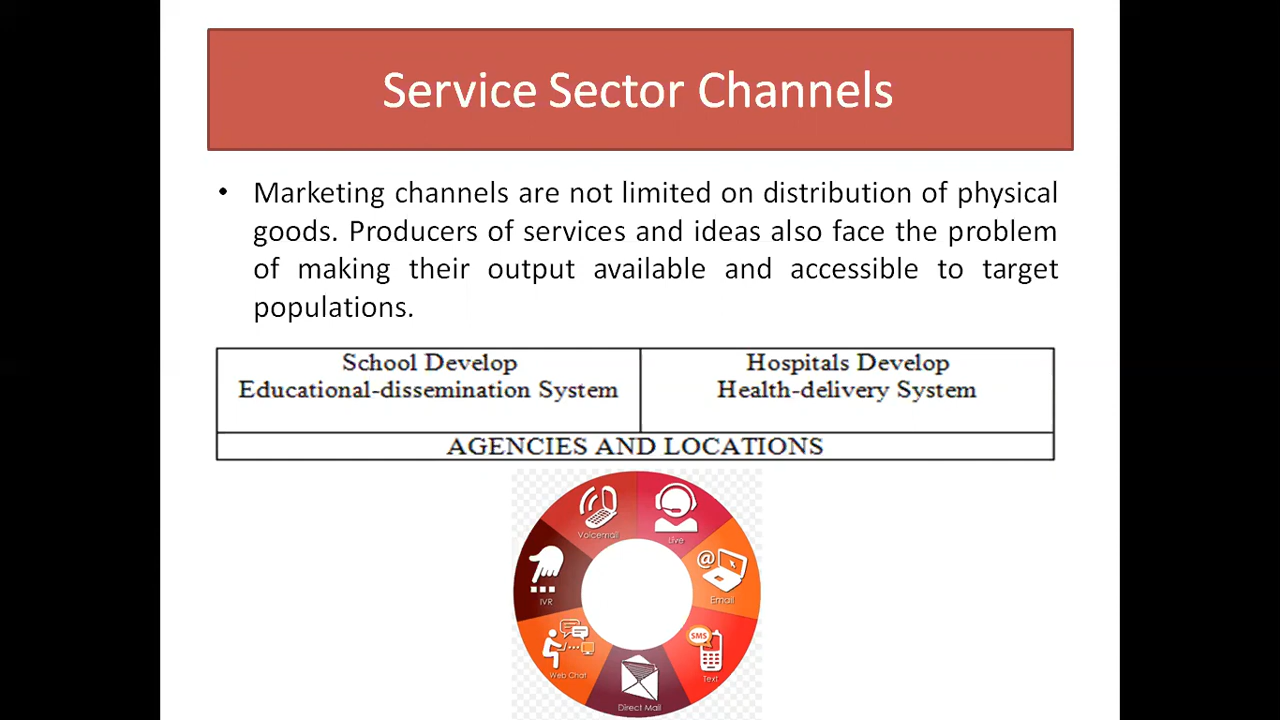 Service Sector Channels
• Marketing channels are not limited on distribution of physical
goods. Producers of services and ideas also face the problem
of making their output available and accessible to target
populations.
School Develop
Educational-dissemination System
Hospitals Develop
Health-delivery System
AGENCIES AND LOCATIONS
Voicemail
Live
@
Email
IVR
SMS
Text
Web Chat
Direct Mail